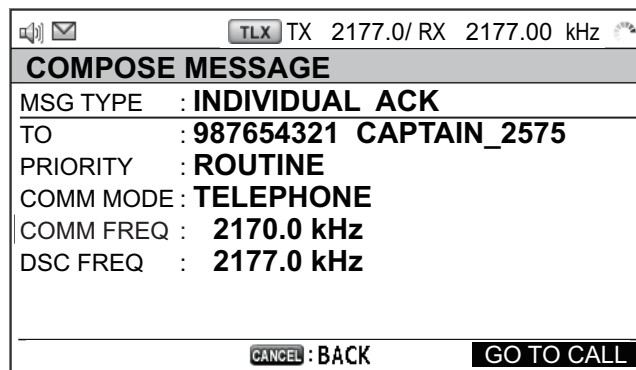 TLX TX 2177.0/ RX 2177.00 kHz
COMPOSE MESSAGE
MSG TYPE : INDIVIDUAL ACK
TO : 987654321 CAPTAIN_2575
PRIORITY : ROUTINE
COMM MODE : TELEPHONE
COMM FREQ : 2170.0 kHz
DSC FREQ : 2177.0 kHz
CANCEL : BACK GO TO CALL